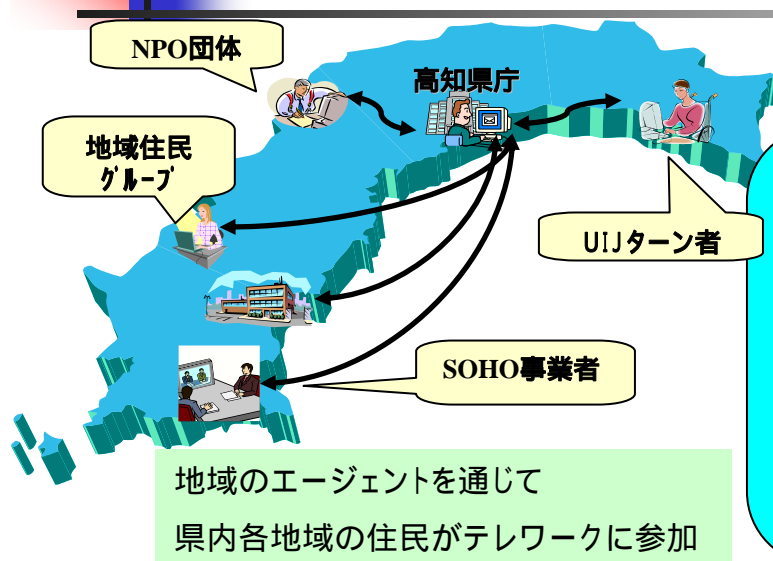 NPO団体
高知県庁
地域住民
グループ
UIJターン者
SOHO事業者
地域のエージェントを通じて
県内各地域の住民がテレワークに参加